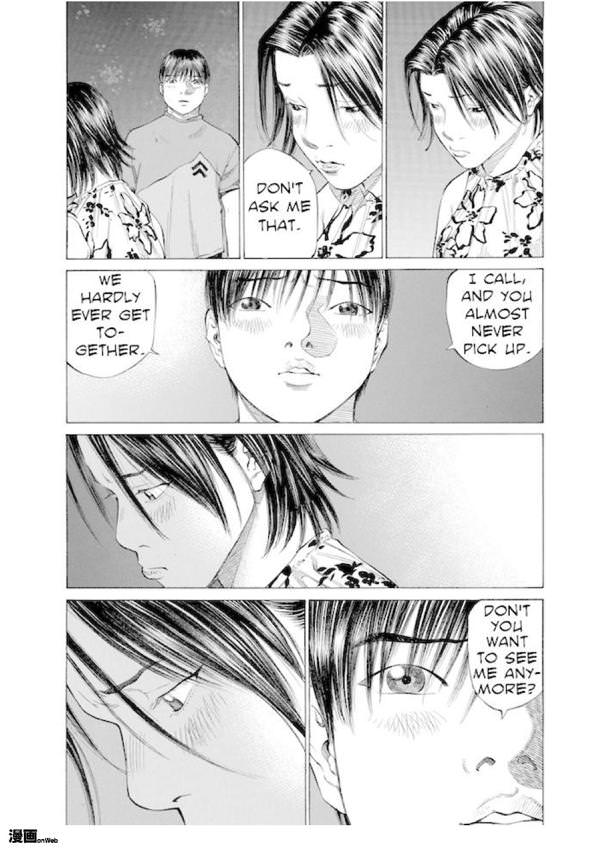 DON'T
ASK ME
THAT.
I CALL,
AND YOU
ALMOST
NEVER
PICK UP.
WE
HARDLY
EVER GET
TO-
GETHER.
DON'T
YOU
WANT
TO SEE
ME ANY-
MORE?
漫画onWeb